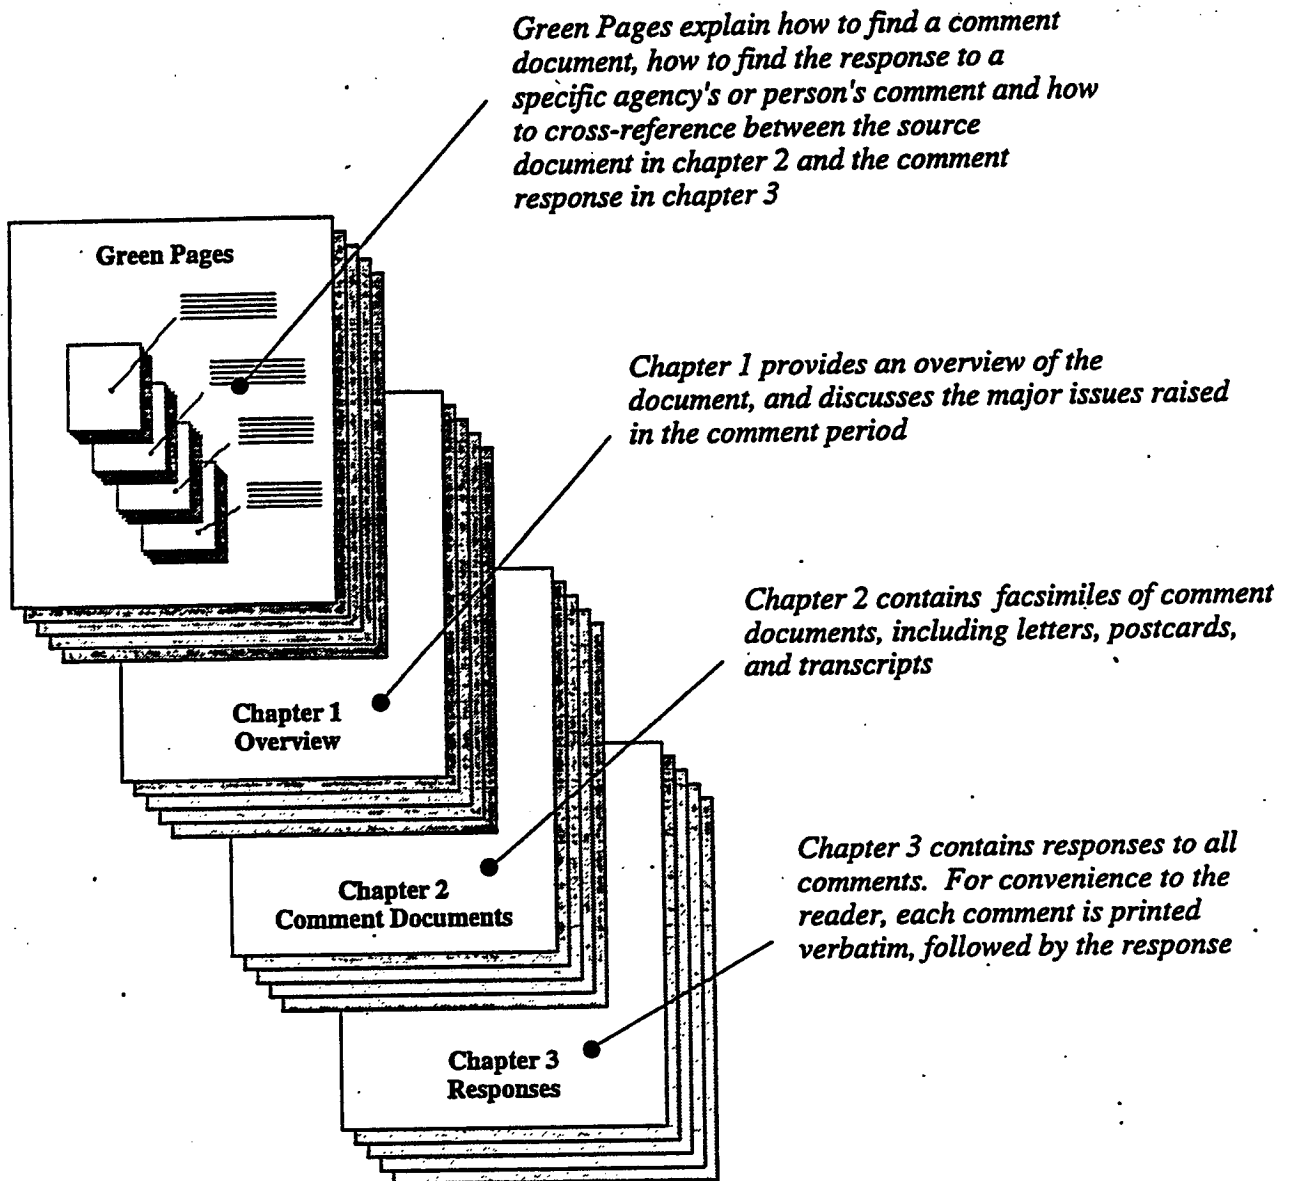 Green Pages explain how to find a comment
document, how to find the response to a
specific agency's or person's comment and how
to cross-reference between the source
document in chapter 2 and the comment
response in chapter 3
Green Pages
Chapter 1 provides an overview of the
document, and discusses the major issues raised
in the comment period
Chapter 1
Overview
Chapter 2 contains facsimiles of comment
documents, including letters, postcards,
and transcripts
Chapter 2
Comment Documents
Chapter 3 contains responses to all
comments. For convenience to the
reader, each comment is printed
verbatim, followed by the response
Chapter 3
Responses